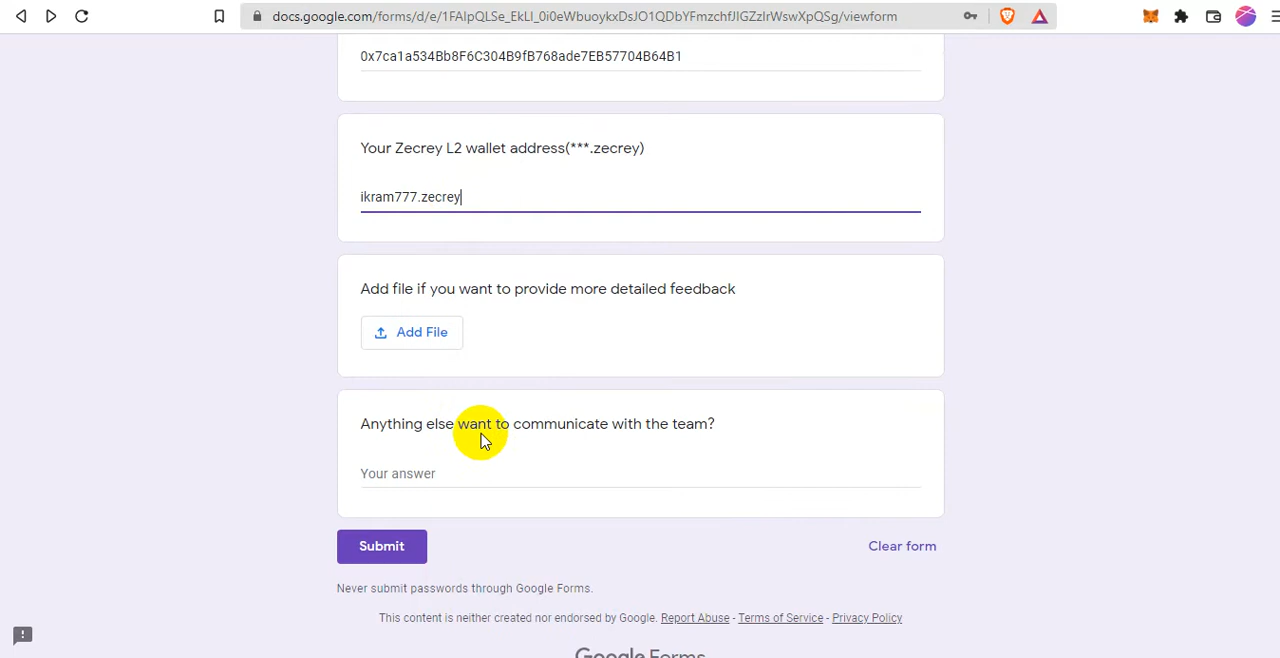 docs.google.com/forms/d/e/1FAIpQLSe_EkLI_0i0eWbuoykxDsJO1QDbYFmzchfJIGZzIrWswXpQSg/viewform
0x7ca1a534Bb8F6C304B9fB768ade7EB57704B64B1
Your Zecrey L2 wallet address(***.zecrey)
ikram777.zecrey
Add file if you want to provide more detailed feedback
Add File
Anything else want to communicate with the team?
Your answer
Submit
Clear form
Never submit passwords through Google Forms.
This content is neither created nor endorsed by Google. Report Abuse - Terms of Service - Privacy Policy
Google Forms